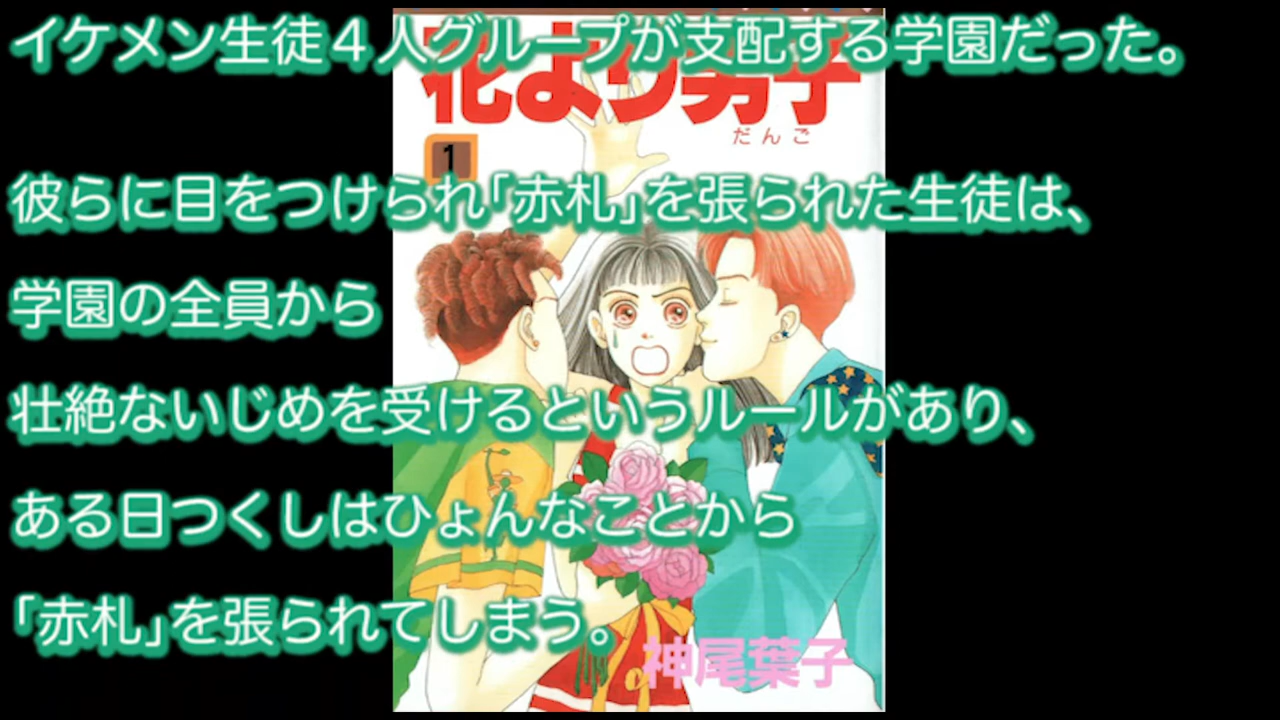 イケメン生徒４人グループが支配する学園だった。
花より男子
だんご
1
彼らに目をつけられ｢赤札｣を張られた生徒は、
学園の全員から
壮絶ないじめを受けるというルールがあり、
ある日つくしはひょんなことから
｢赤札｣を張られてしまう。
神尾葉子